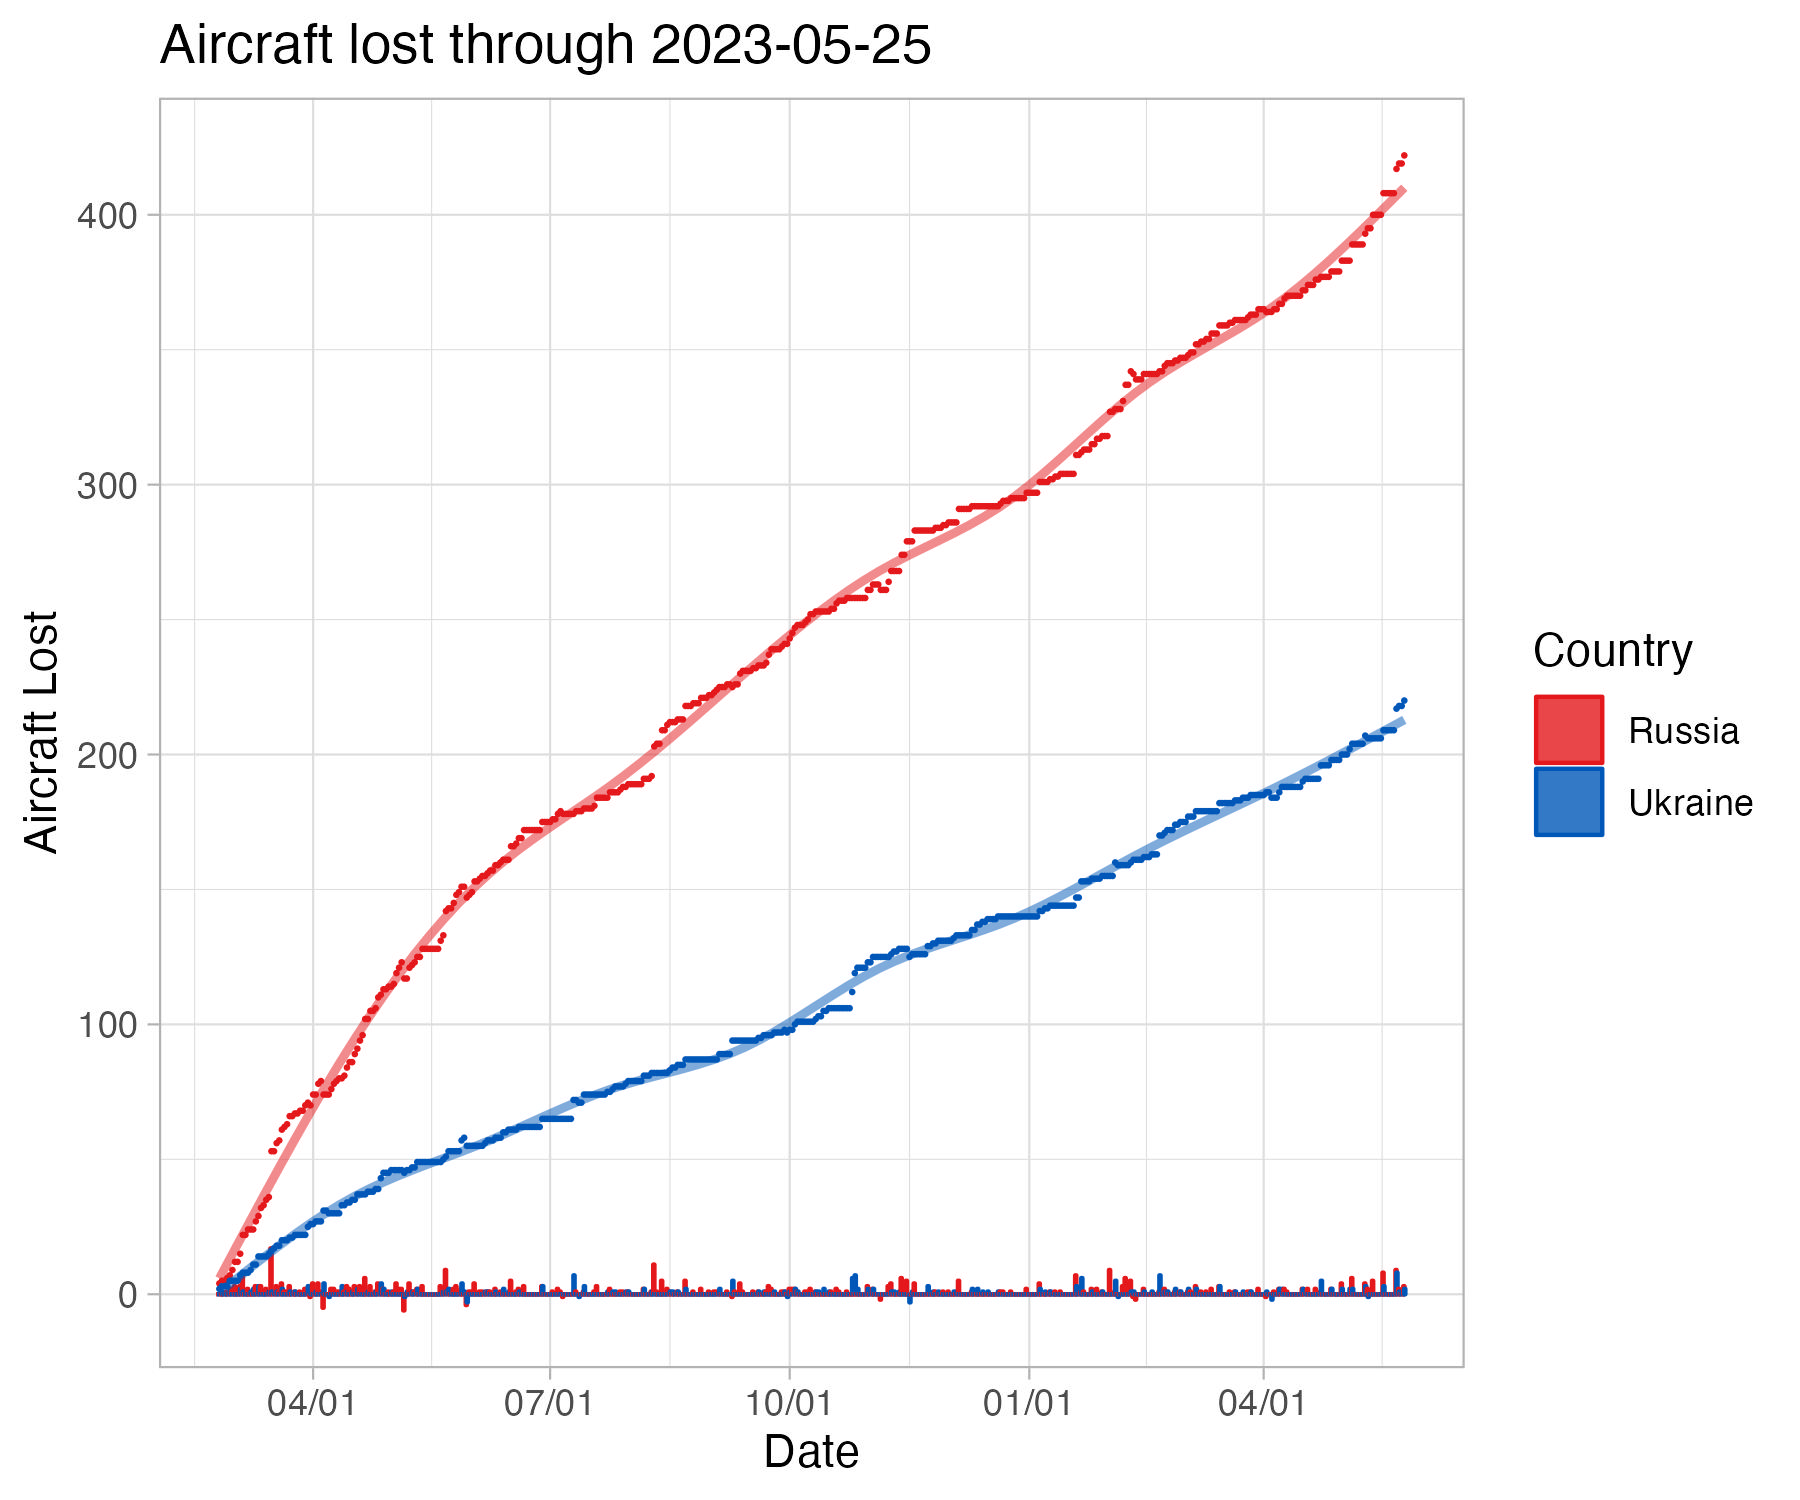 Aircraft lost through 2023-05-25
Aircraft Lost
400
300
200
100
0
04/01
07/01
10/01
01/01
04/01
Date
Country
Russia
Ukraine